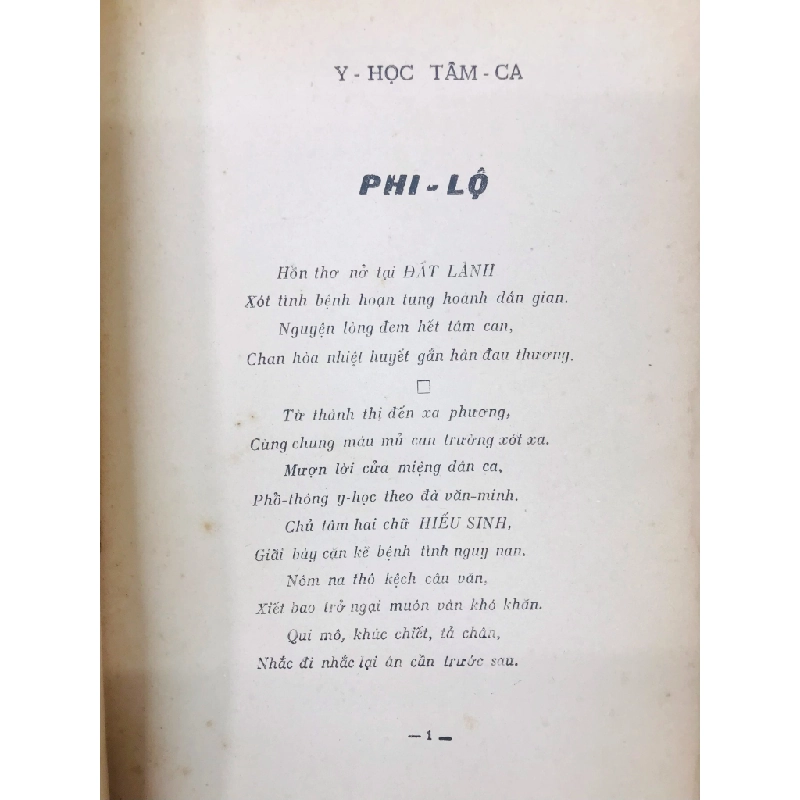 Y - HỌC TÂM - CA
PHI - LỘ
Hồn thơ nở tại ĐẤT LÀNH
Xót tình bệnh hoạn tung hoành dân gian.
Nguyện lòng đem hết tâm can,
Chan hòa nhiệt huyết gắn hàn đau thương.
Từ thành thị đến xa phương,
Cùng chung máu mủ can trường xót xa.
Mượn lời cửa miệng dân ca,
Phổ-thông y-học theo đà văn-minh.
Chủ tâm hai chữ HIẾU SINH,
Giãi bày cặn kẽ bệnh tình nguy nan.
Nôm na thô kệch câu văn,
Xiết bao trở ngại muôn vàn khó khăn.
Qui mô, khúc chiết, tả chân,
Nhắc đi nhắc lại ân cần trước sau.
— 1 —